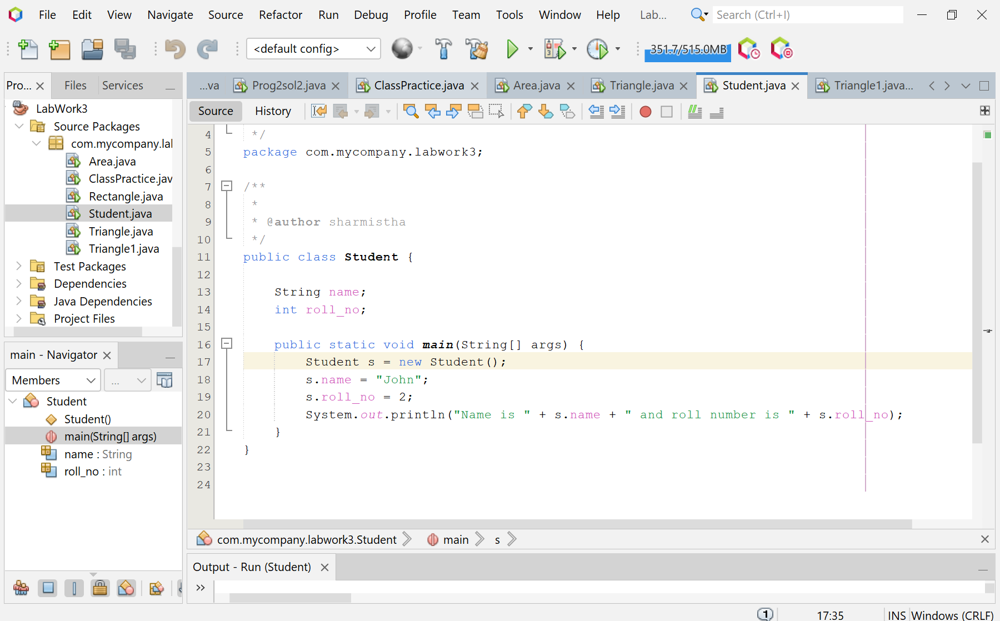 File Edit View Navigate Source Refactor Run Debug Profile Team Tools Window Help Lab... Search (Ctrl+I)
<default config> 351.7/515.0MB
Pro... Files Services
...va Prog2sol2.java ClassPractice.java Area.java Triangle.java Student.java Triangle1.java...
Source History
LabWork3
Source Packages
com.mycompany.lal
Area.java
ClassPractice.jav
Rectangle.java
Student.java
Triangle.java
Triangle1.java
Test Packages
Dependencies
Java Dependencies
Project Files
main - Navigator
Members ...
Student
Student()
main(String[] args)
name : String
roll_no : int
4 */
5 package com.mycompany.labwork3;
6
7 /**
8 *
9 * @author sharmistha
10 */
11 public class Student {
12
13 String name;
14 int roll_no;
15
16 public static void main(String[] args) {
17 Student s = new Student();
18 s.name = "John";
19 s.roll_no = 2;
20 System.out.println("Name is " + s.name + " and roll number is " + s.roll_no);
21 }
22 }
23
24
com.mycompany.labwork3.Student main s
Output - Run (Student)
>>
1 17:35 INS Windows (CRLF)